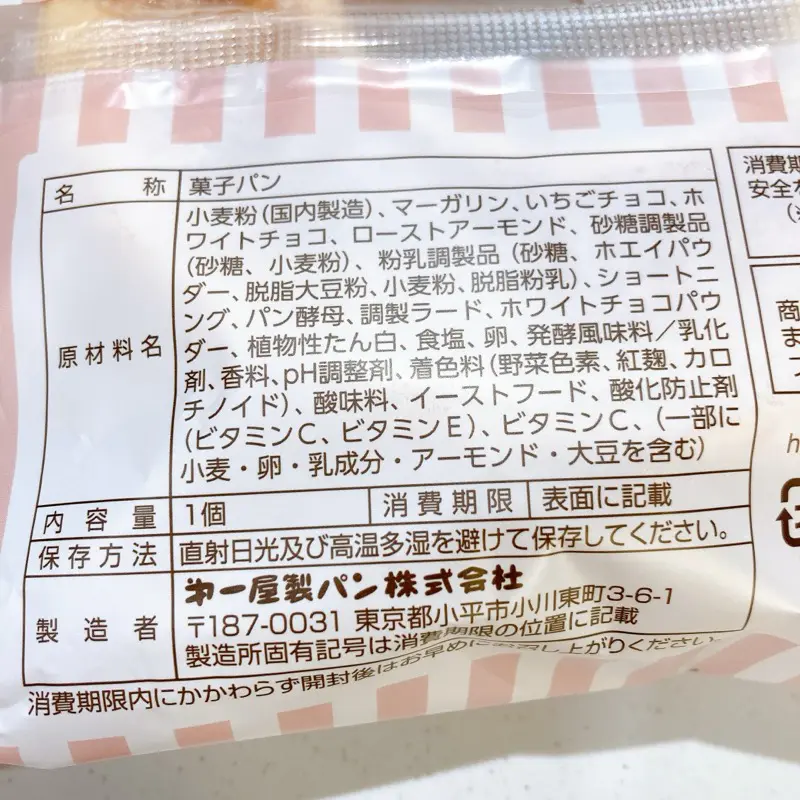 名 称 菓子パン
原材料名
小麦粉(国内製造)、マーガリン、いちごチョコ、ホ
ワイトチョコ、ローストアーモンド、砂糖調製品
(砂糖、小麦粉)、粉乳調製品(砂糖、ホエイパウ
ダー、脱脂大豆粉、小麦粉、脱脂粉乳)、ショートニ
ング、パン酵母、調製ラード、ホワイトチョコパウ
ダー、植物性たん白、食塩、卵、発酵風味料/乳化
剤、香料、pH調整剤、着色料(野菜色素、紅麹、カロ
チノイド)、酸味料、イーストフード、酸化防止剤
(ビタミンC、ビタミンE)、ビタミンC、(一部に
小麦・卵・乳成分・アーモンド・大豆を含む)
内容量 1個 消費期限 表面に記載
保存方法 直射日光及び高温多湿を避けて保存してください。
製造者
第一屋製パン株式会社
〒187-0031 東京都小平市小川東町3-6-1
製造所固有記号は消費期限の位置に記載
消費期限内にかかわらず開封後はお早めにお召し上がりください
消費期
安全
商
ま